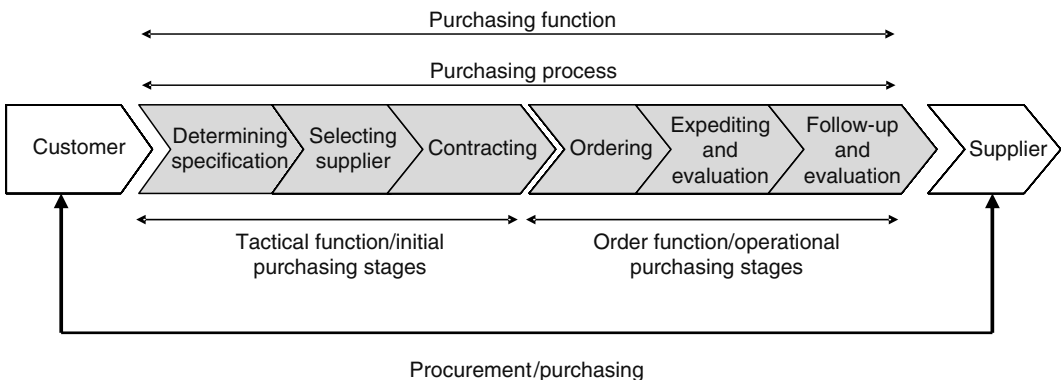 Purchasing function
Purchasing process
Customer
Determining
specification
Selecting
supplier
Contracting
Ordering
Expediting
and
evaluation
Follow-up
and
evaluation
Supplier
Tactical function/initial
purchasing stages
Order function/operational
purchasing stages
Procurement/purchasing